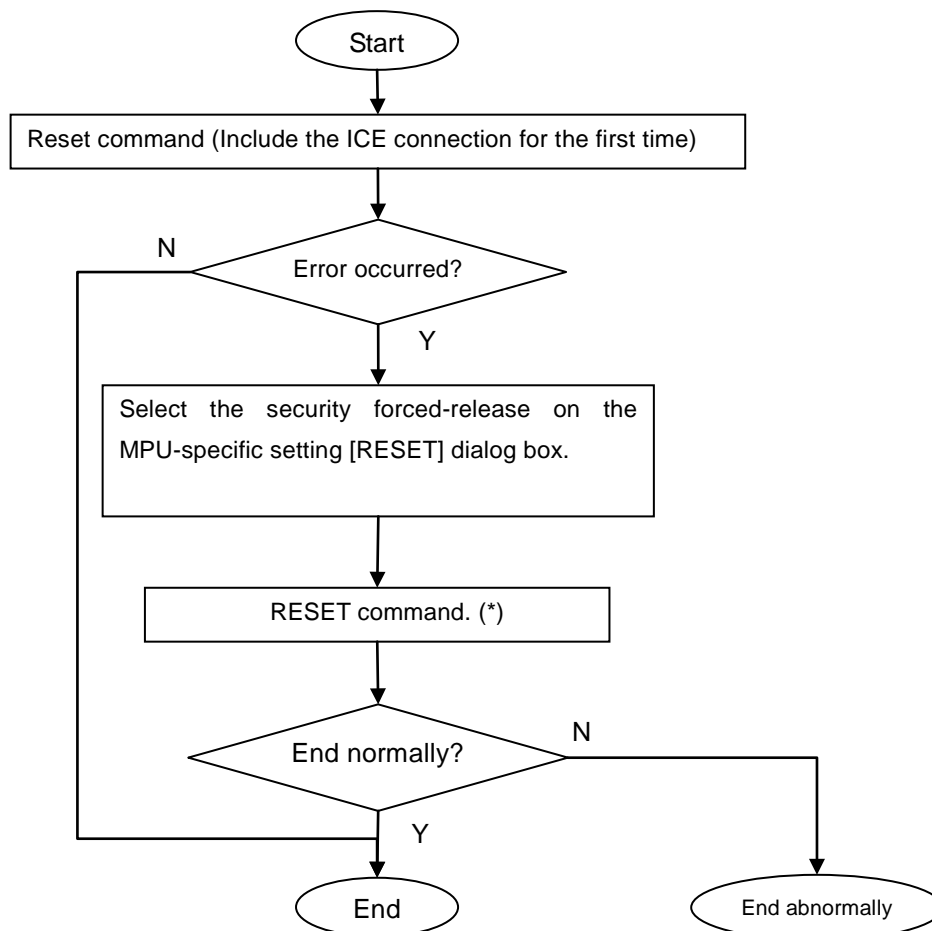 Start
Reset command (Include the ICE connection for the first time)
N
Error occurred?
Y
Select the security forced-release on the
MPU-specific setting [RESET] dialog box.
RESET command. (*)
End normally?
N
Y
End
End abnormally